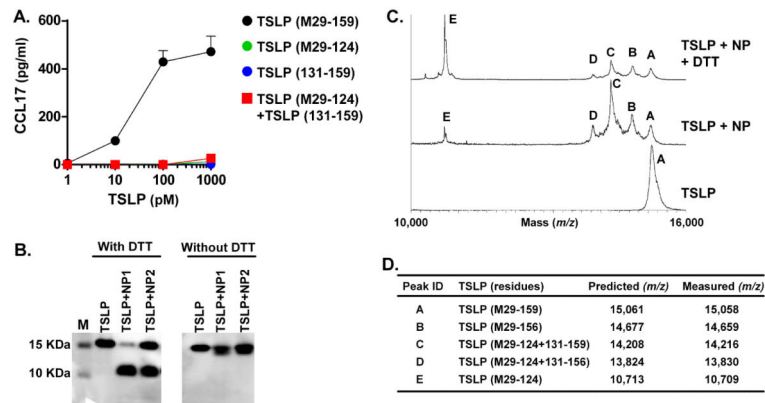 A.
600
400
200
0
CCL17 (pg/ml)
1 10 100 1000
TSLP (pM)
TSLP (M29-159)
TSLP (M29-124)
TSLP (131-159)
TSLP (M29-124)
+TSLP (131-159)
B.
With DTT
Without DTT
M
TSLP
TSLP+NP1
TSLP+NP2
TSLP
TSLP+NP1
TSLP+NP2
15 KDa
10 KDa
C.
E
D C B A
TSLP + NP
+ DTT
E
D C B A
TSLP + NP
A
TSLP
10,000 Mass (m/z) 16,000
D.
Peak ID TSLP (residues) Predicted (m/z) Measured (m/z)
A TSLP (M29-159) 15,061 15,058
B TSLP (M29-156) 14,677 14,659
C TSLP (M29-124+131-159) 14,208 14,216
D TSLP (M29-124+131-156) 13,824 13,830
E TSLP (M29-124) 10,713 10,709